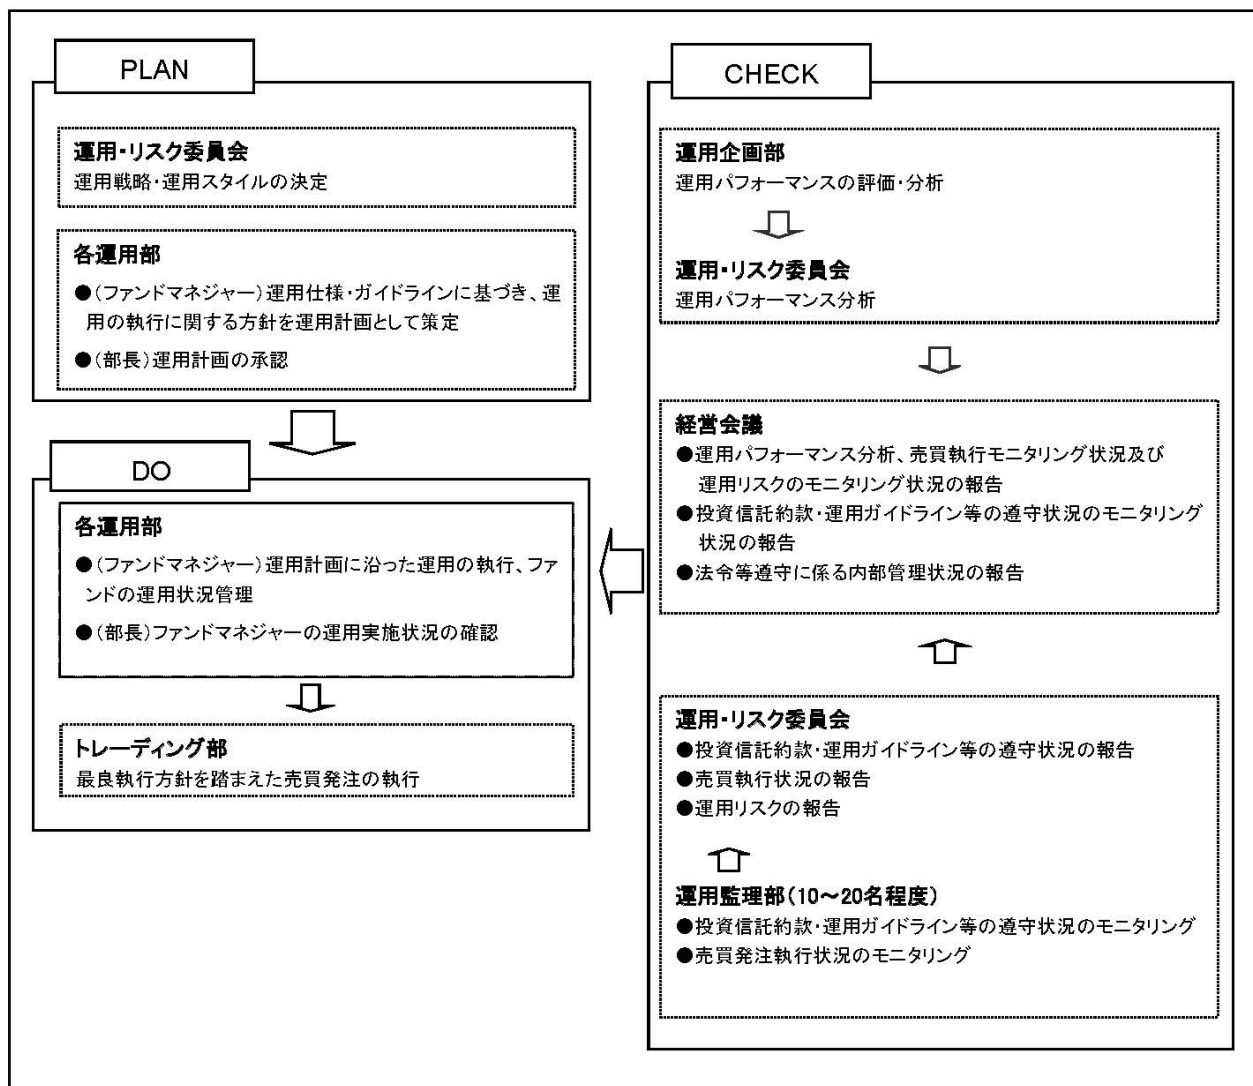 PLAN
運用・リスク委員会
運用戦略・運用スタイルの決定
各運用部
●(ファンドマネジャー)運用仕様・ガイドラインに基づき、運
用の執行に関する方針を運用計画として策定
●(部長)運用計画の承認
DO
各運用部
●(ファンドマネジャー)運用計画に沿った運用の執行、ファ
ンドの運用状況管理
●(部長)ファンドマネジャーの運用実施状況の確認
トレーディング部
最良執行方針を踏まえた売買発注の執行
CHECK
運用企画部
運用パフォーマンスの評価・分析
運用・リスク委員会
運用パフォーマンス分析
経営会議
●運用パフォーマンス分析、売買執行モニタリング状況及び
運用リスクのモニタリング状況の報告
●投資信託約款・運用ガイドライン等の遵守状況のモニタリング
状況の報告
●法令等遵守に係る内部管理状況の報告
運用・リスク委員会
●投資信託約款・運用ガイドライン等の遵守状況の報告
●売買執行状況の報告
●運用リスクの報告
運用監理部(10～20名程度)
●投資信託約款・運用ガイドライン等の遵守状況のモニタリング
●売買発注執行状況のモニタリング